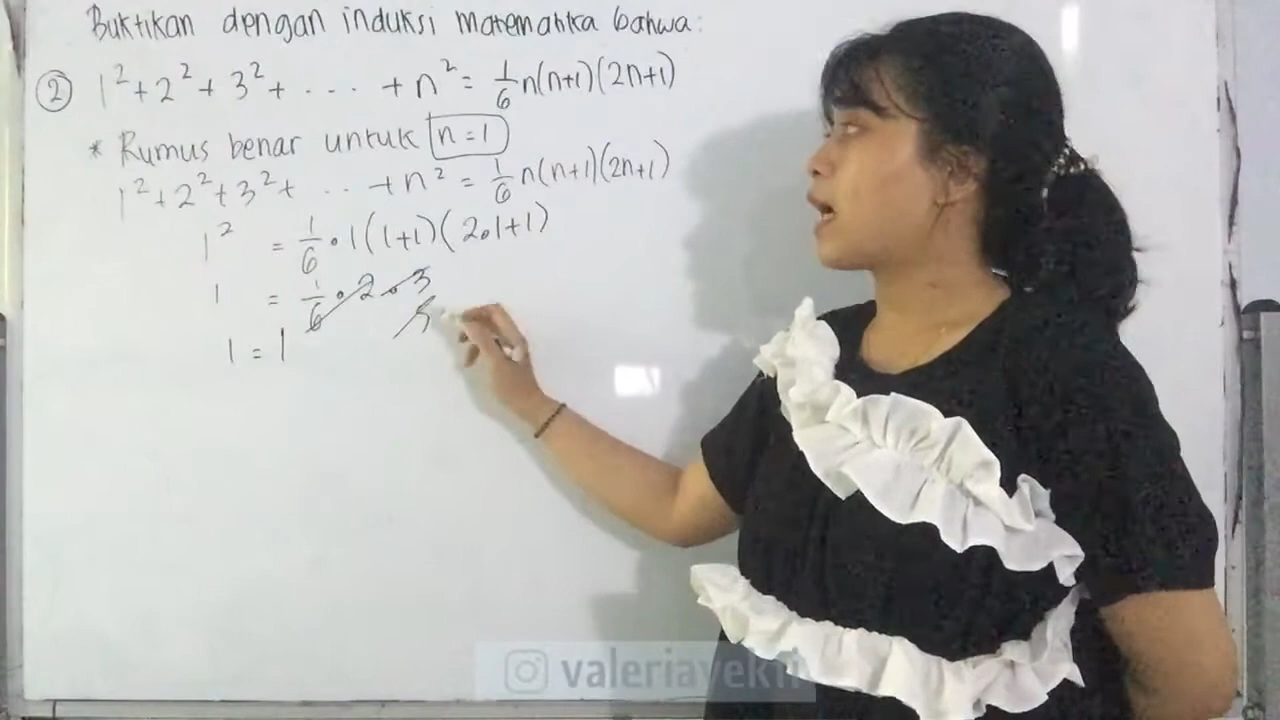 Buktikan dengan induksi matematika bahwa:
② 1² + 2² + 3² + . . . + n² = 1/6 n(n+1)(2n+1)
* Rumus benar untuk n = 1
1² + 2² + 3² + . . . + n² = 1/6 n(n+1)(2n+1)
1² = 1/6 • 1(1+1)(2•1+1)
1 = 1/6 • 2 • 3
1 = 1